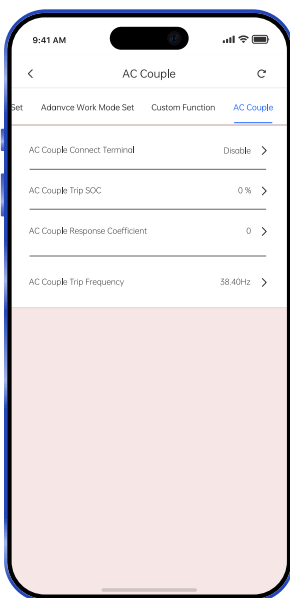 9:41 AM
AC Couple
Set Adanvce Work Mode Set Custom Function AC Couple
AC Couple Connect Terminal Disable
AC Couple Trip SOC 0 %
AC Couple Response Coefficient 0
AC Couple Trip Frequency 38.40Hz